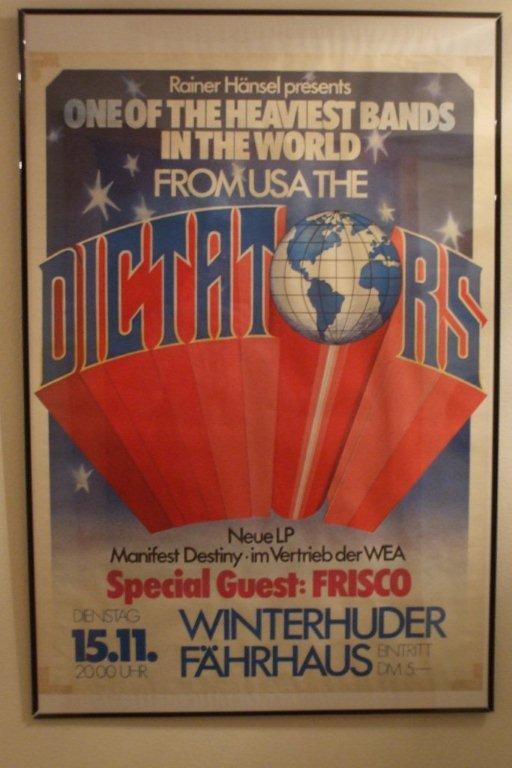 Rainer Hänsel presents
ONE OF THE HEAVIEST BANDS
IN THE WORLD
FROM USA THE
DICTATORS
Neue LP
Manifest Destiny · im Vertrieb der WEA
Special Guest: FRISCO
DIENSTAG
15.11.
20.00 UHR
WINTERHUDER
FÄHRHAUS
EINTRITT
DM 5.—